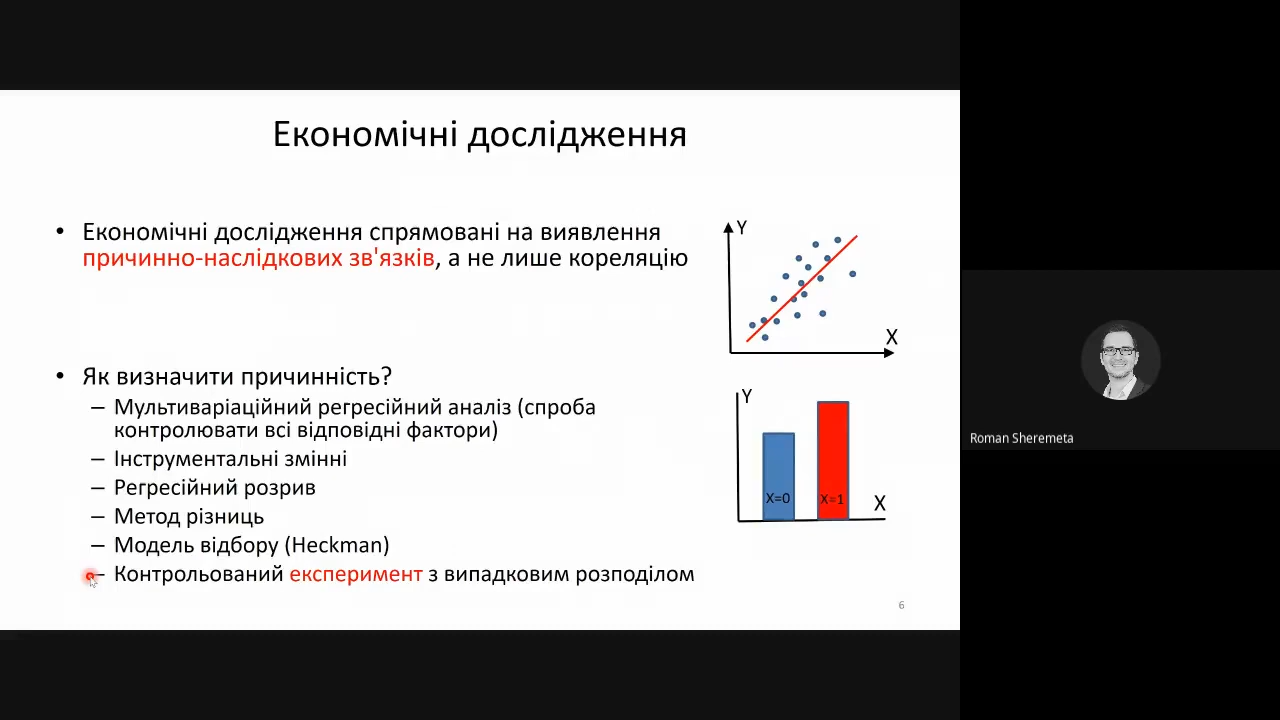 Економічні дослідження
• Економічні дослідження спрямовані на виявлення
причинно-наслідкових зв'язків, а не лише кореляцію
Y
X
• Як визначити причинність?
– Мультиваріаційний регресійний аналіз (спроба
контролювати всі відповідні фактори)
– Інструментальні змінні
– Регресійний розрив
– Метод різниць
– Модель відбору (Heckman)
– Контрольований експеримент з випадковим розподілом
Y
X=0
X=1
X
6
Roman Sheremeta